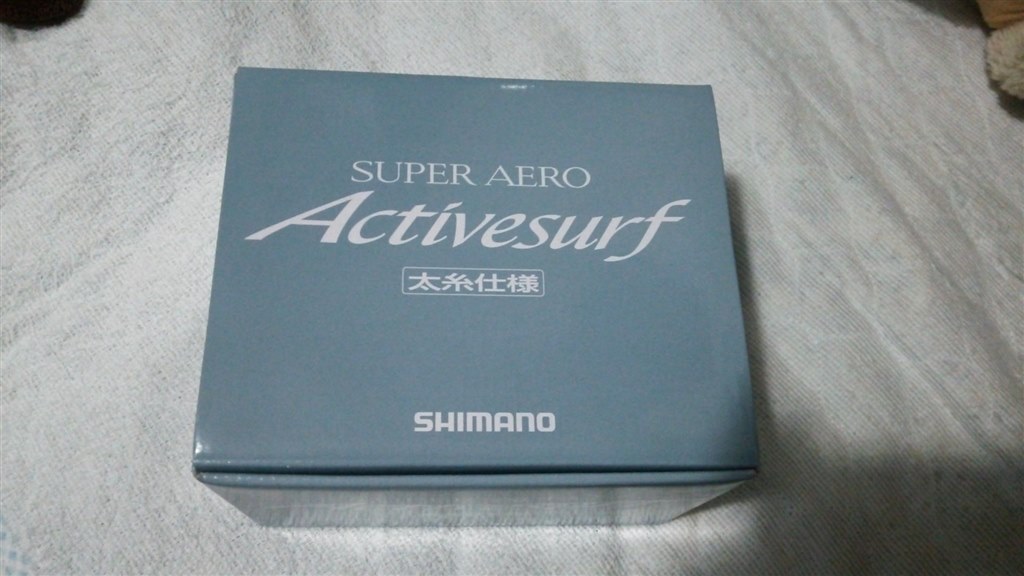 SUPER AERO
Activesurf
太糸仕様
SHIMANO